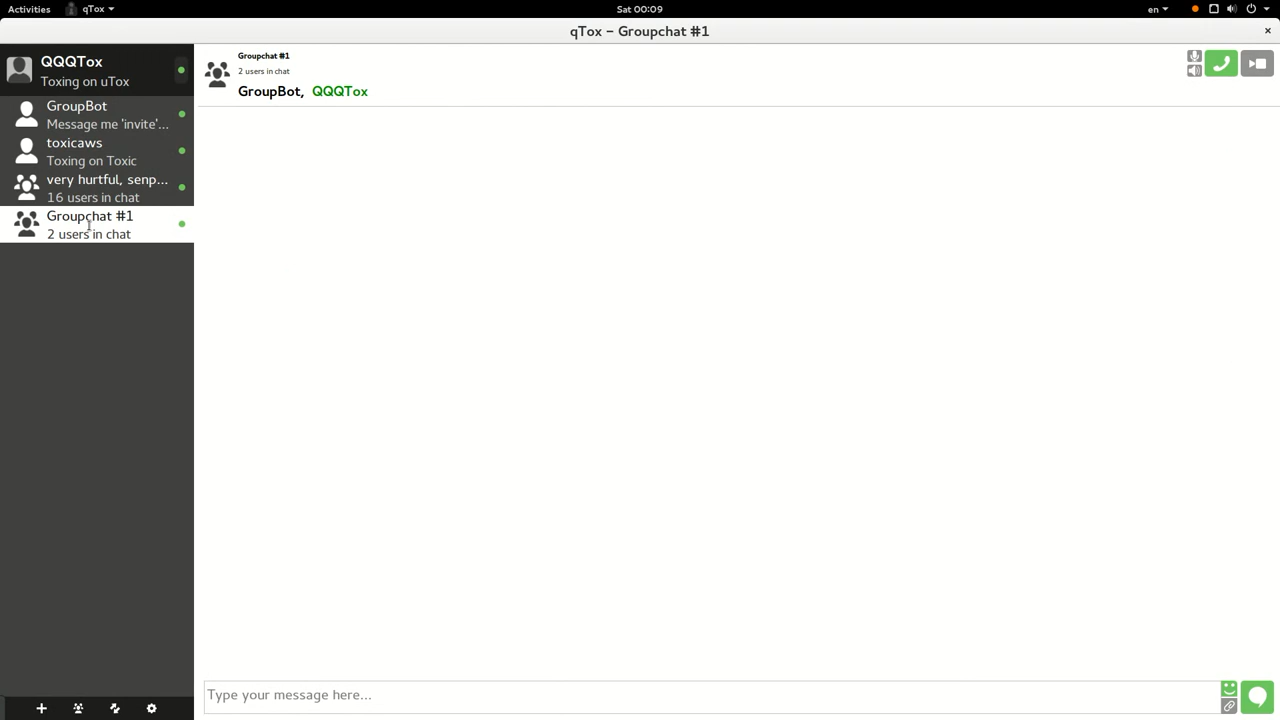 Activities qTox Sat 00:09 en
qTox – Groupchat #1
QQQTox
Toxing on uTox
GroupBot
Message me 'invite'...
toxicaws
Toxing on Toxic
very hurtful, senp...
16 users in chat
Groupchat #1
2 users in chat
Groupchat #1
2 users in chat
GroupBot, QQQTox
Type your message here...